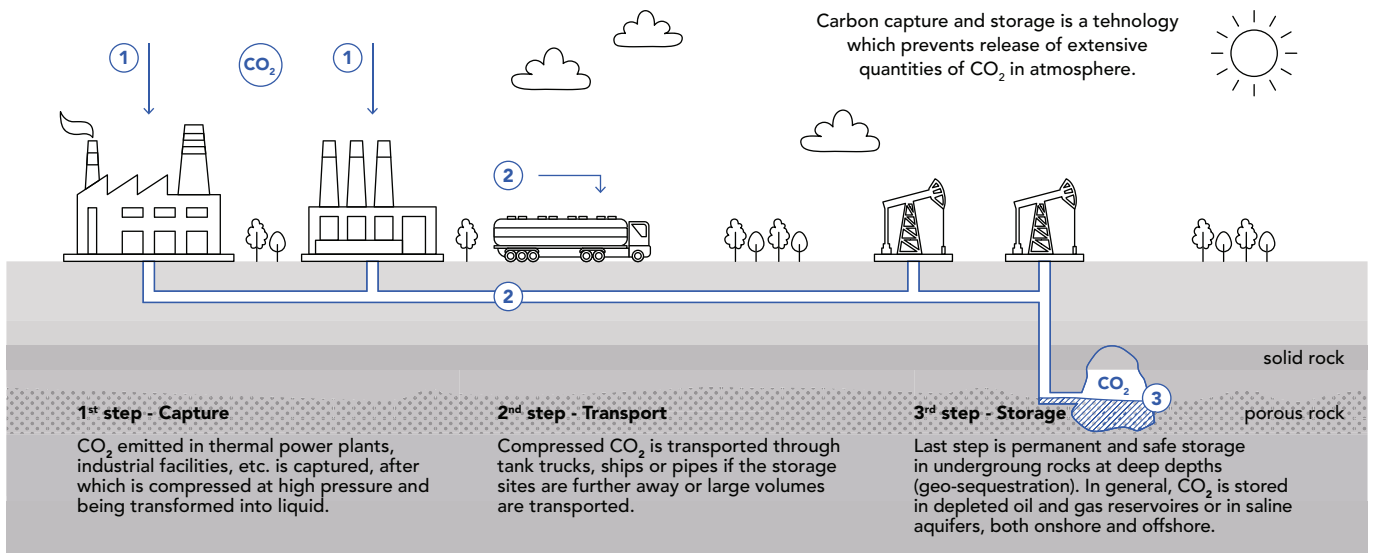 Carbon capture and storage is a tehnology
which prevents release of extensive
quantities of CO₂ in atmosphere.
1
CO₂
1
2
2
solid rock
CO₂
3
porous rock
1st step - Capture
CO₂ emitted in thermal power plants,
industrial facilities, etc. is captured, after
which is compressed at high pressure and
being transformed into liquid.
2nd step - Transport
Compressed CO₂ is transported through
tank trucks, ships or pipes if the storage
sites are further away or large volumes
are transported.
3rd step - Storage
Last step is permanent and safe storage
in undergroung rocks at deep depths
(geo-sequestration). In general, CO₂ is stored
in depleted oil and gas reservoires or in saline
aquifers, both onshore and offshore.